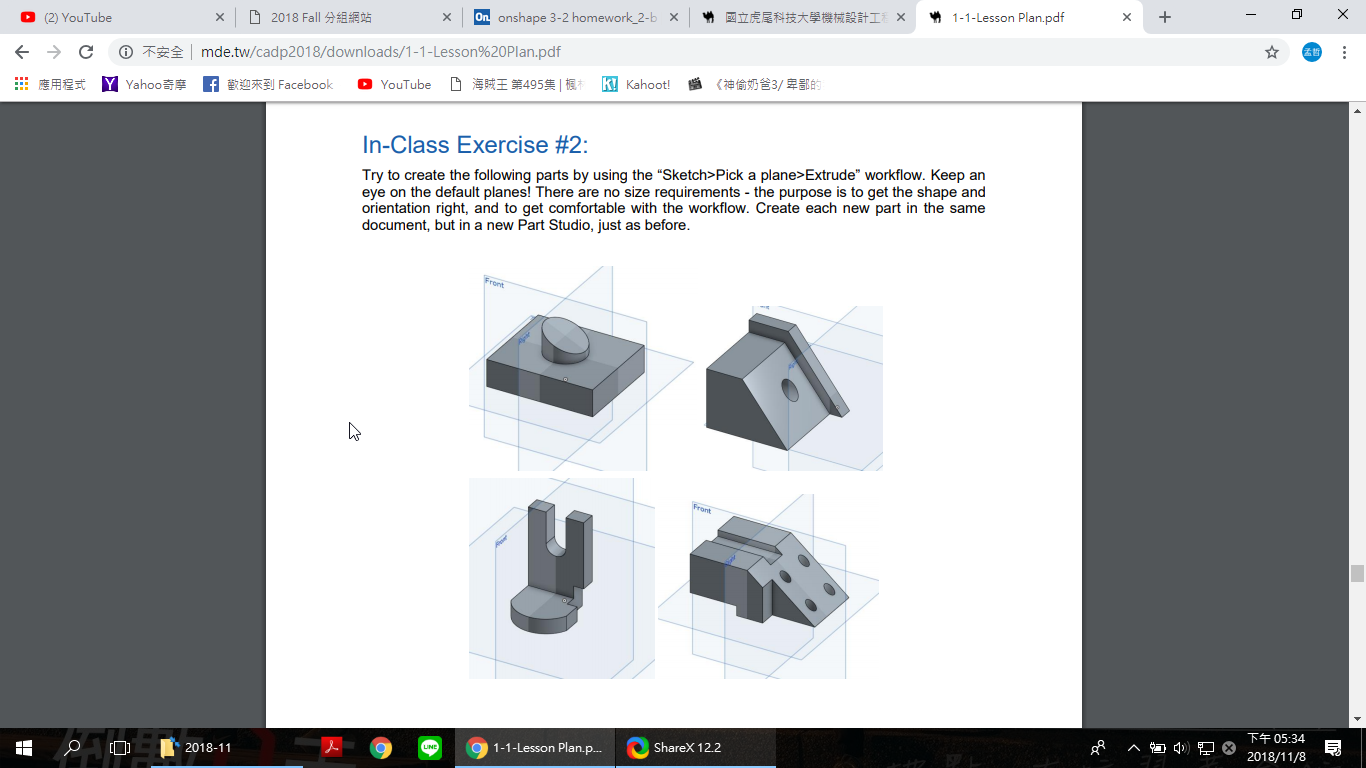 (2) YouTube
2018 Fall 分組網站
On. onshape 3-2 homework_2-b
國立虎尾科技大學機械設計工
1-1-Lesson Plan.pdf
不安全 | mde.tw/cadp2018/downloads/1-1-Lesson%20Plan.pdf
孟哲
應用程式
Yahoo奇摩
歡迎來到 Facebook
YouTube
海賊王 第495集 | 楓
Kahoot!
《神偷奶爸3/ 卑鄙的
In-Class Exercise #2:
Try to create the following parts by using the “Sketch>Pick a plane>Extrude” workflow. Keep an
eye on the default planes! There are no size requirements - the purpose is to get the shape and
orientation right, and to get comfortable with the workflow. Create each new part in the same
document, but in a new Part Studio, just as before.
Front
Right
Front
Right
2018-11
LINE
1-1-Lesson Plan.p...
ShareX 12.2
下午 05:34
2018/11/8